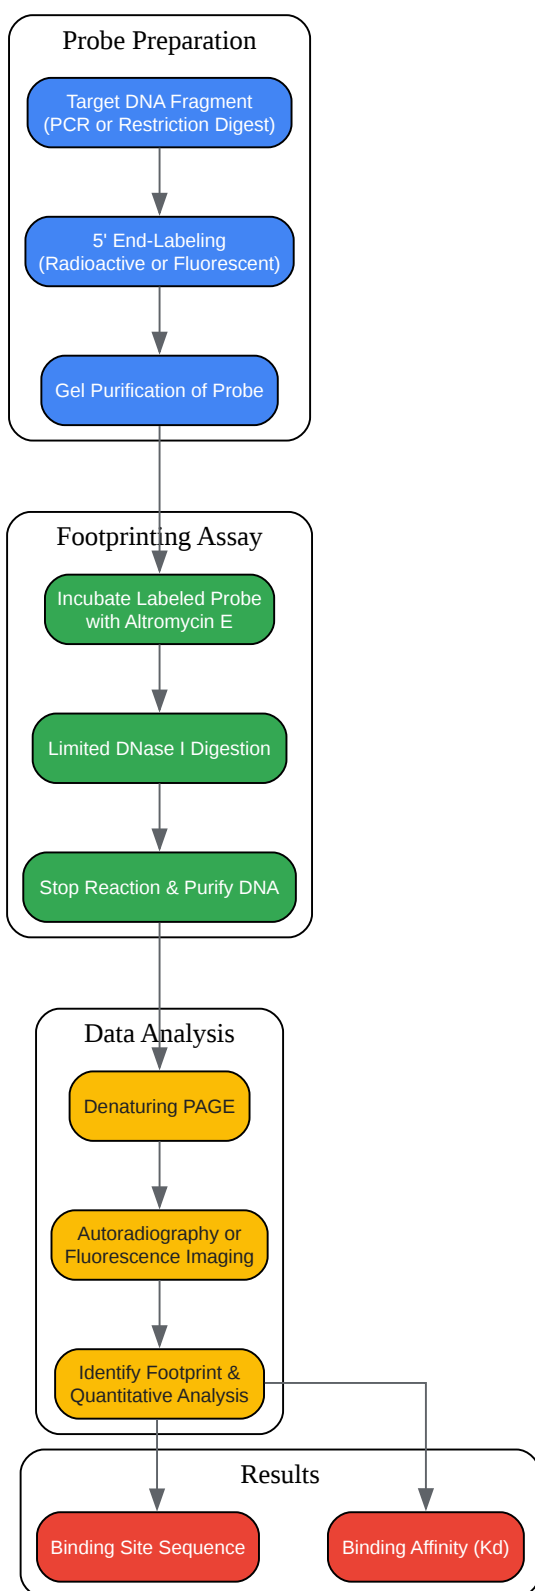 Probe Preparation
Target DNA Fragment
(PCR or Restriction Digest)
5' End-Labeling
(Radioactive or Fluorescent)
Gel Purification of Probe
Footprinting Assay
Incubate Labeled Probe
with Altromycin E
Limited DNase I Digestion
Stop Reaction & Purify DNA
Data Analysis
Denaturing PAGE
Autoradiography or
Fluorescence Imaging
Identify Footprint &
Quantitative Analysis
Results
Binding Site Sequence
Binding Affinity (Kd)